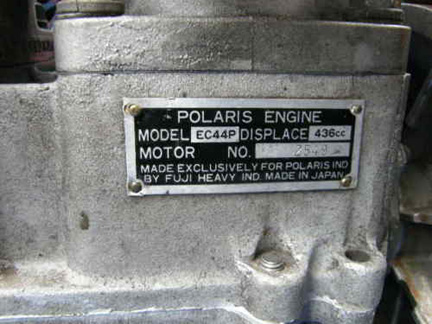 POLARIS ENGINE
MODEL EC44P DISPLACE 436cc
MOTOR NO.
MADE EXCLUSIVELY FOR POLARIS IND
BY FUJI HEAVY IND. MADE IN JAPAN